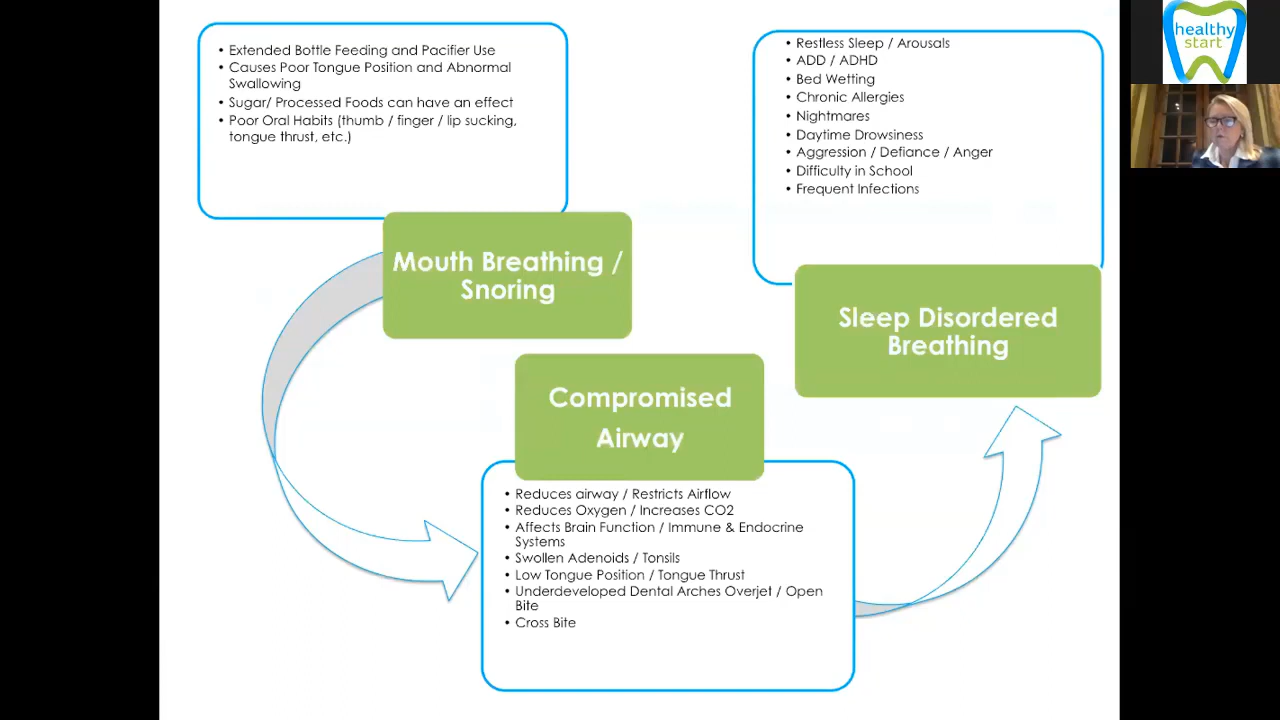 • Extended Bottle Feeding and Pacifier Use
• Causes Poor Tongue Position and Abnormal
Swallowing
• Sugar/ Processed Foods can have an effect
• Poor Oral Habits (thumb / finger / lip sucking,
tongue thrust, etc.)
Mouth Breathing /
Snoring
Compromised
Airway
• Reduces airway / Restricts Airflow
• Reduces Oxygen / Increases CO2
• Affects Brain Function / Immune & Endocrine
Systems
• Swollen Adenoids / Tonsils
• Low Tongue Position / Tongue Thrust
• Underdeveloped Dental Arches Overjet / Open
Bite
• Cross Bite
• Restless Sleep / Arousals
• ADD / ADHD
• Bed Wetting
• Chronic Allergies
• Nightmares
• Daytime Drowsiness
• Aggression / Defiance / Anger
• Difficulty in School
• Frequent Infections
Sleep Disordered
Breathing
healthy
start